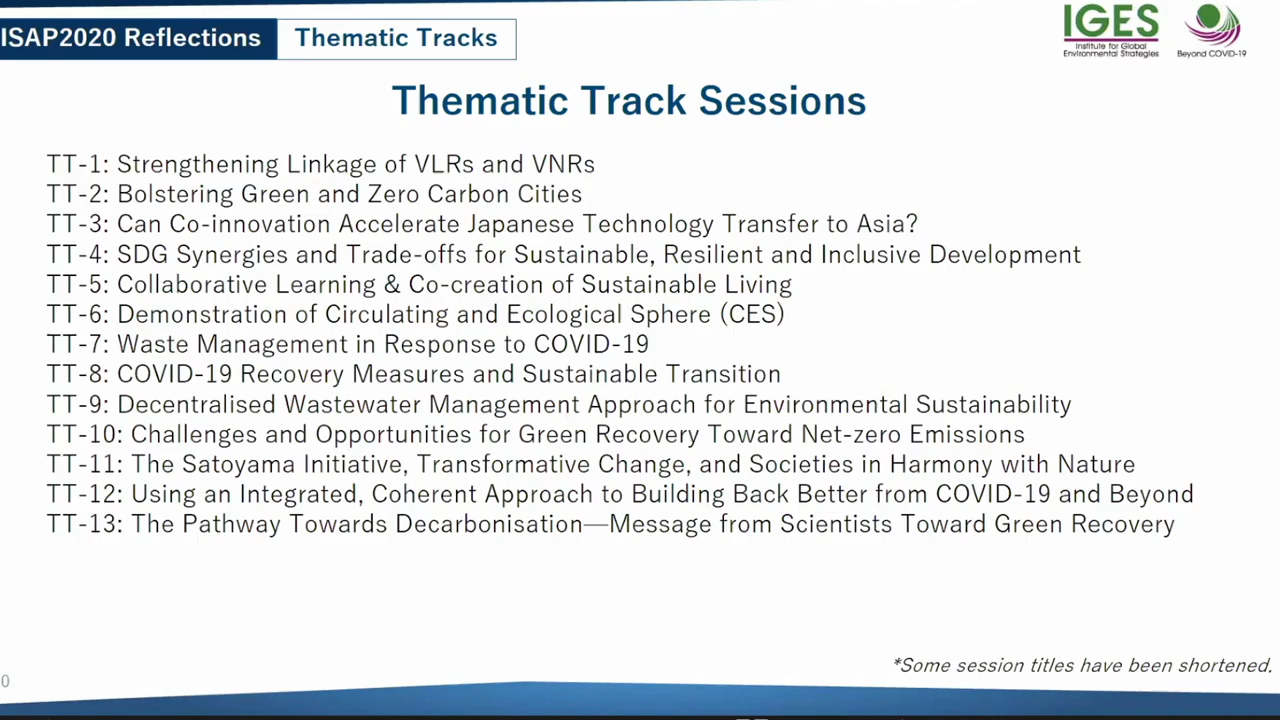 ISAP2020 Reflections
Thematic Tracks
IGES
Institute for Global
Environmental Strategies
Beyond COVID-19
Thematic Track Sessions
TT-1: Strengthening Linkage of VLRs and VNRs
TT-2: Bolstering Green and Zero Carbon Cities
TT-3: Can Co-innovation Accelerate Japanese Technology Transfer to Asia?
TT-4: SDG Synergies and Trade-offs for Sustainable, Resilient and Inclusive Development
TT-5: Collaborative Learning & Co-creation of Sustainable Living
TT-6: Demonstration of Circulating and Ecological Sphere (CES)
TT-7: Waste Management in Response to COVID-19
TT-8: COVID-19 Recovery Measures and Sustainable Transition
TT-9: Decentralised Wastewater Management Approach for Environmental Sustainability
TT-10: Challenges and Opportunities for Green Recovery Toward Net-zero Emissions
TT-11: The Satoyama Initiative, Transformative Change, and Societies in Harmony with Nature
TT-12: Using an Integrated, Coherent Approach to Building Back Better from COVID-19 and Beyond
TT-13: The Pathway Towards Decarbonisation—Message from Scientists Toward Green Recovery
*Some session titles have been shortened.
0